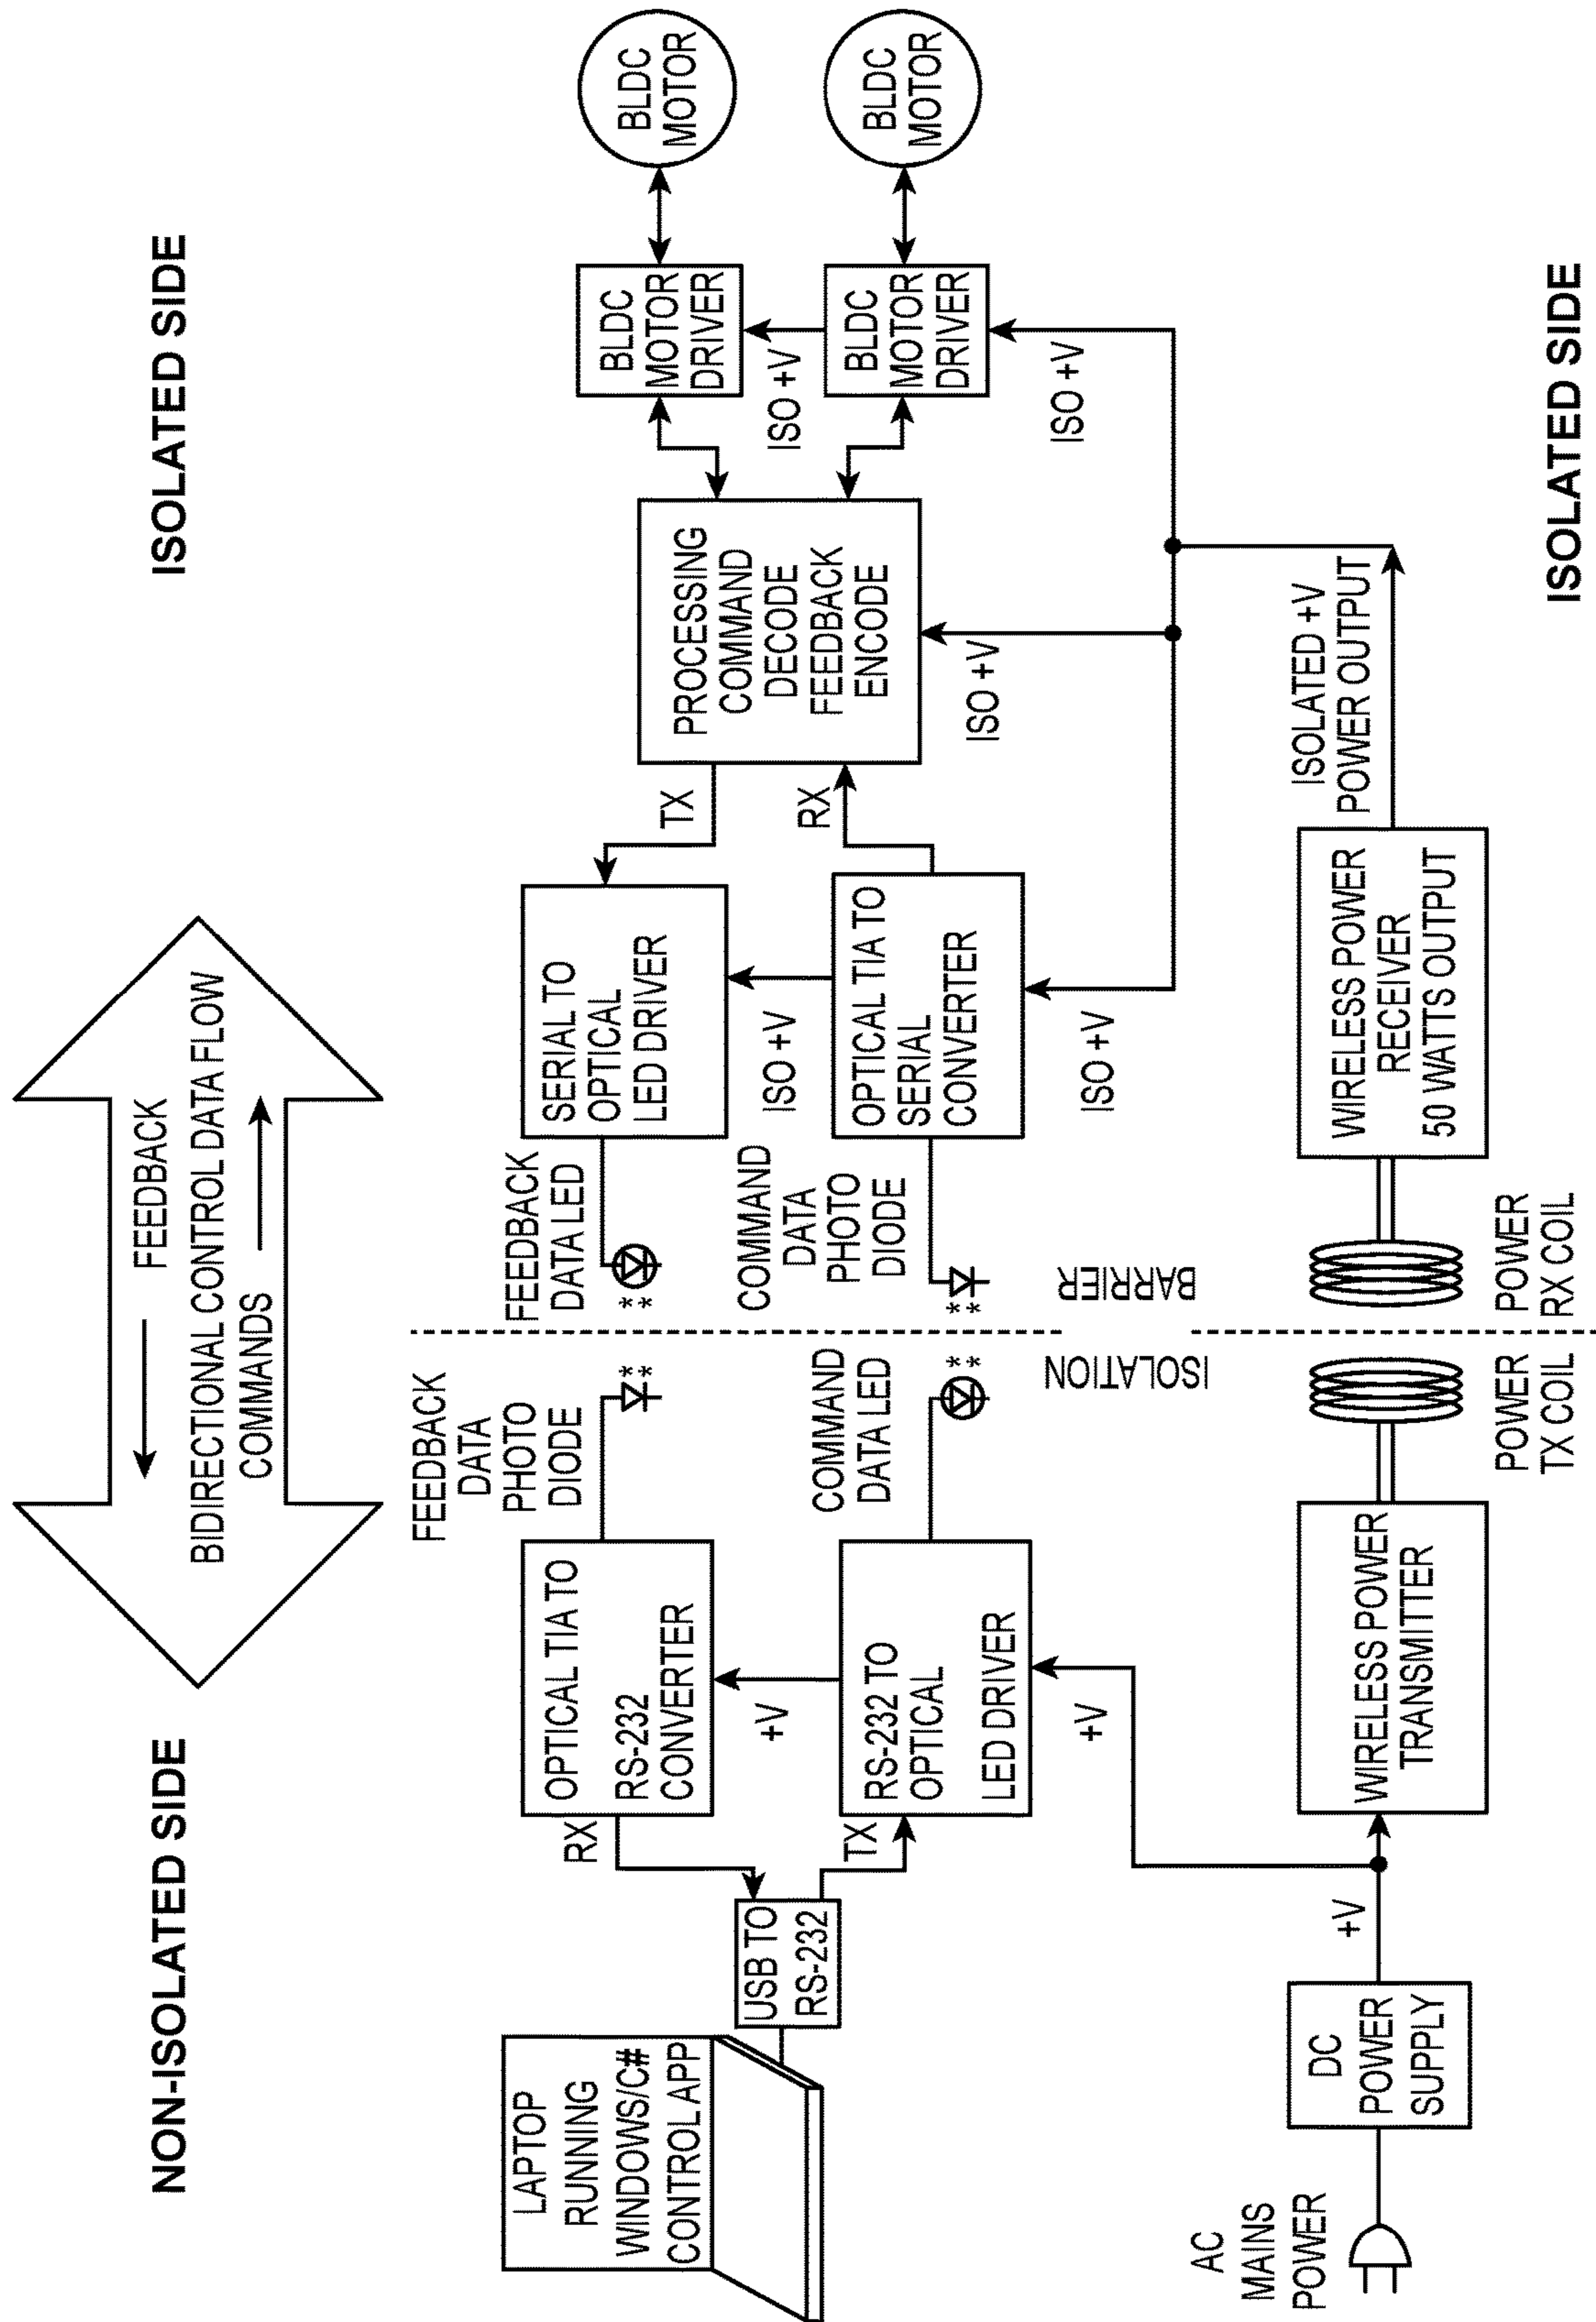 NON-ISOLATED SIDE
ISOLATED SIDE
FEEDBACK
BIDIRECTIONAL CONTROL DATA FLOW
COMMANDS
LAPTOP
RUNNING
WINDOWS/C#
CONTROL APP
USB TO
RS-232
RX
TX
OPTICAL TIA TO
RS-232
CONVERTER
+V
RS-232 TO
OPTICAL
LED DRIVER
+V
FEEDBACK
DATA
PHOTO
DIODE
**
COMMAND
DATA LED
**
ISOLATION
BARRIER
FEEDBACK
DATA LED
**
COMMAND
DATA
PHOTO
DIODE
**
SERIAL TO
OPTICAL
LED DRIVER
ISO +V
OPTICAL TIA TO
SERIAL
CONVERTER
ISO +V
TX
RX
PROCESSING
COMMAND
DECODE
FEEDBACK
ENCODE
ISO +V
BLDC
MOTOR
DRIVER
ISO +V
BLDC
MOTOR
DRIVER
ISO +V
BLDC
MOTOR
BLDC
MOTOR
AC
MAINS
POWER
DC
POWER
SUPPLY
+V
WIRELESS POWER
TRANSMITTER
POWER
TX COIL
POWER
RX COIL
WIRELESS POWER
RECEIVER
50 WATTS OUTPUT
ISOLATED +V
POWER OUTPUT
ISOLATED SIDE